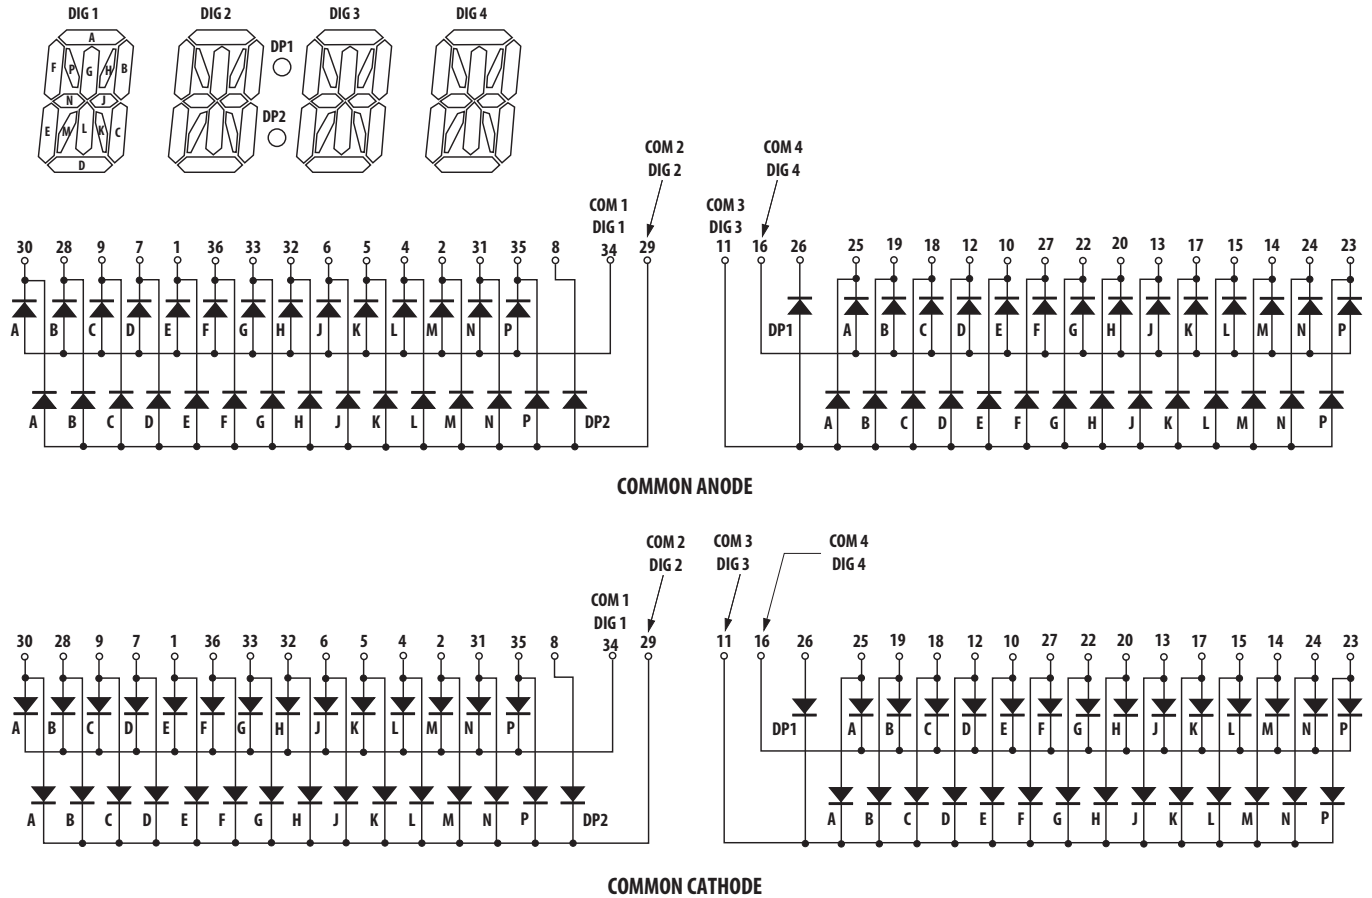 DIG 1 DIG 2 DIG 3 DIG 4
A
DP1
F P G H B
N J
E M L K C
DP2
D
COM 2 COM 4
DIG 2 DIG 4
COM 1 COM 3
DIG 1 DIG 3
30 28 9 7 1 36 33 32 6 5 4 2 31 35 8 34 29 11 16 26 25 19 18 12 10 27 22 20 13 17 15 14 24 23
A B C D E F G H J K L M N P DP1 A B C D E F G H J K L M N P
A B C D E F G H J K L M N P DP2 A B C D E F G H J K L M N P
COMMON ANODE
COM 2 COM 3 COM 4
DIG 2 DIG 3 DIG 4
COM 1
DIG 1
30 28 9 7 1 36 33 32 6 5 4 2 31 35 8 34 29 11 16 26 25 19 18 12 10 27 22 20 13 17 15 14 24 23
A B C D E F G H J K L M N P DP1 A B C D E F G H J K L M N P
A B C D E F G H J K L M N P DP2 A B C D E F G H J K L M N P
COMMON CATHODE